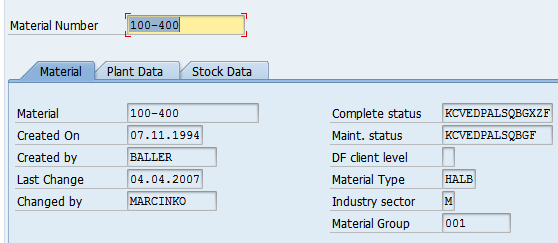 Material Number 100-400
Material Plant Data Stock Data
Material 100-400 Complete status KCVEDPALSQBGXZF
Created On 07.11.1994 Maint. status KCVEDPALSQBGF
Created by BALLER DF client level
Last Change 04.04.2007 Material Type HALB
Changed by MARCINKO Industry sector M
Material Group 001